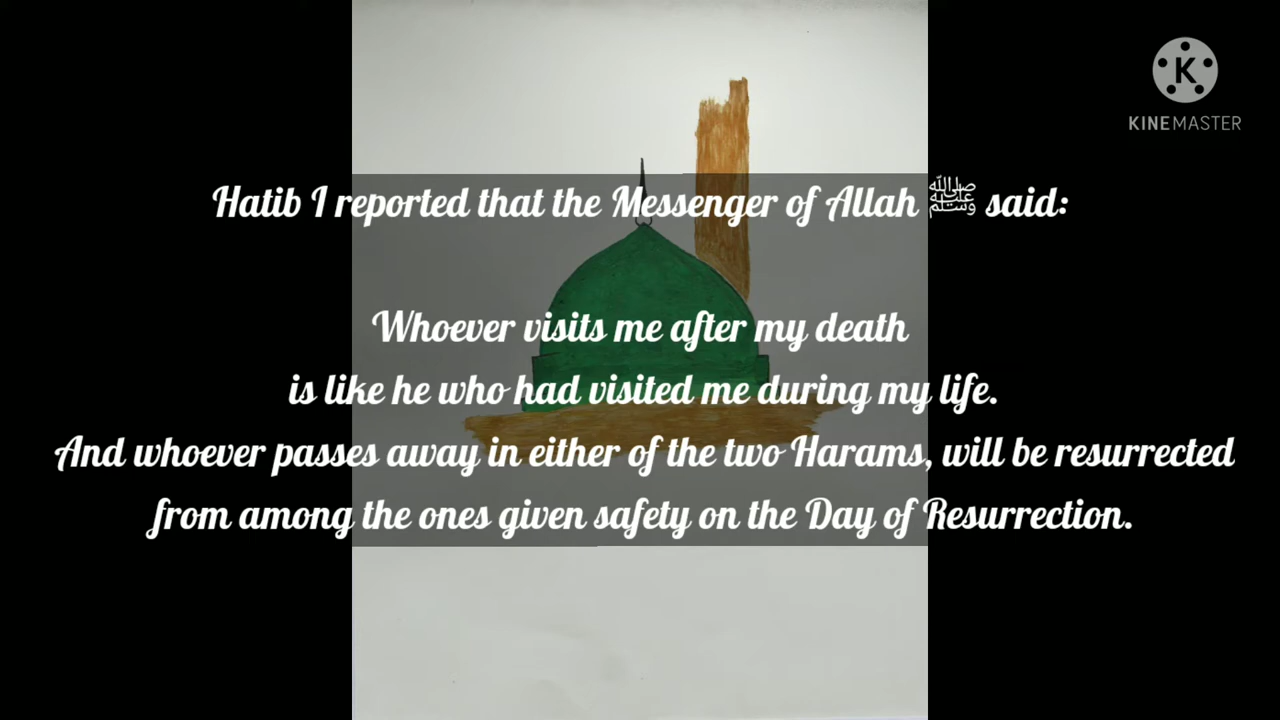 KINEMASTER
Hatib I reported that the Messenger of Allah ﷺ said:
Whoever visits me after my death
is like he who had visited me during my life.
And whoever passes away in either of the two Harams, will be resurrected
from among the ones given safety on the Day of Resurrection.